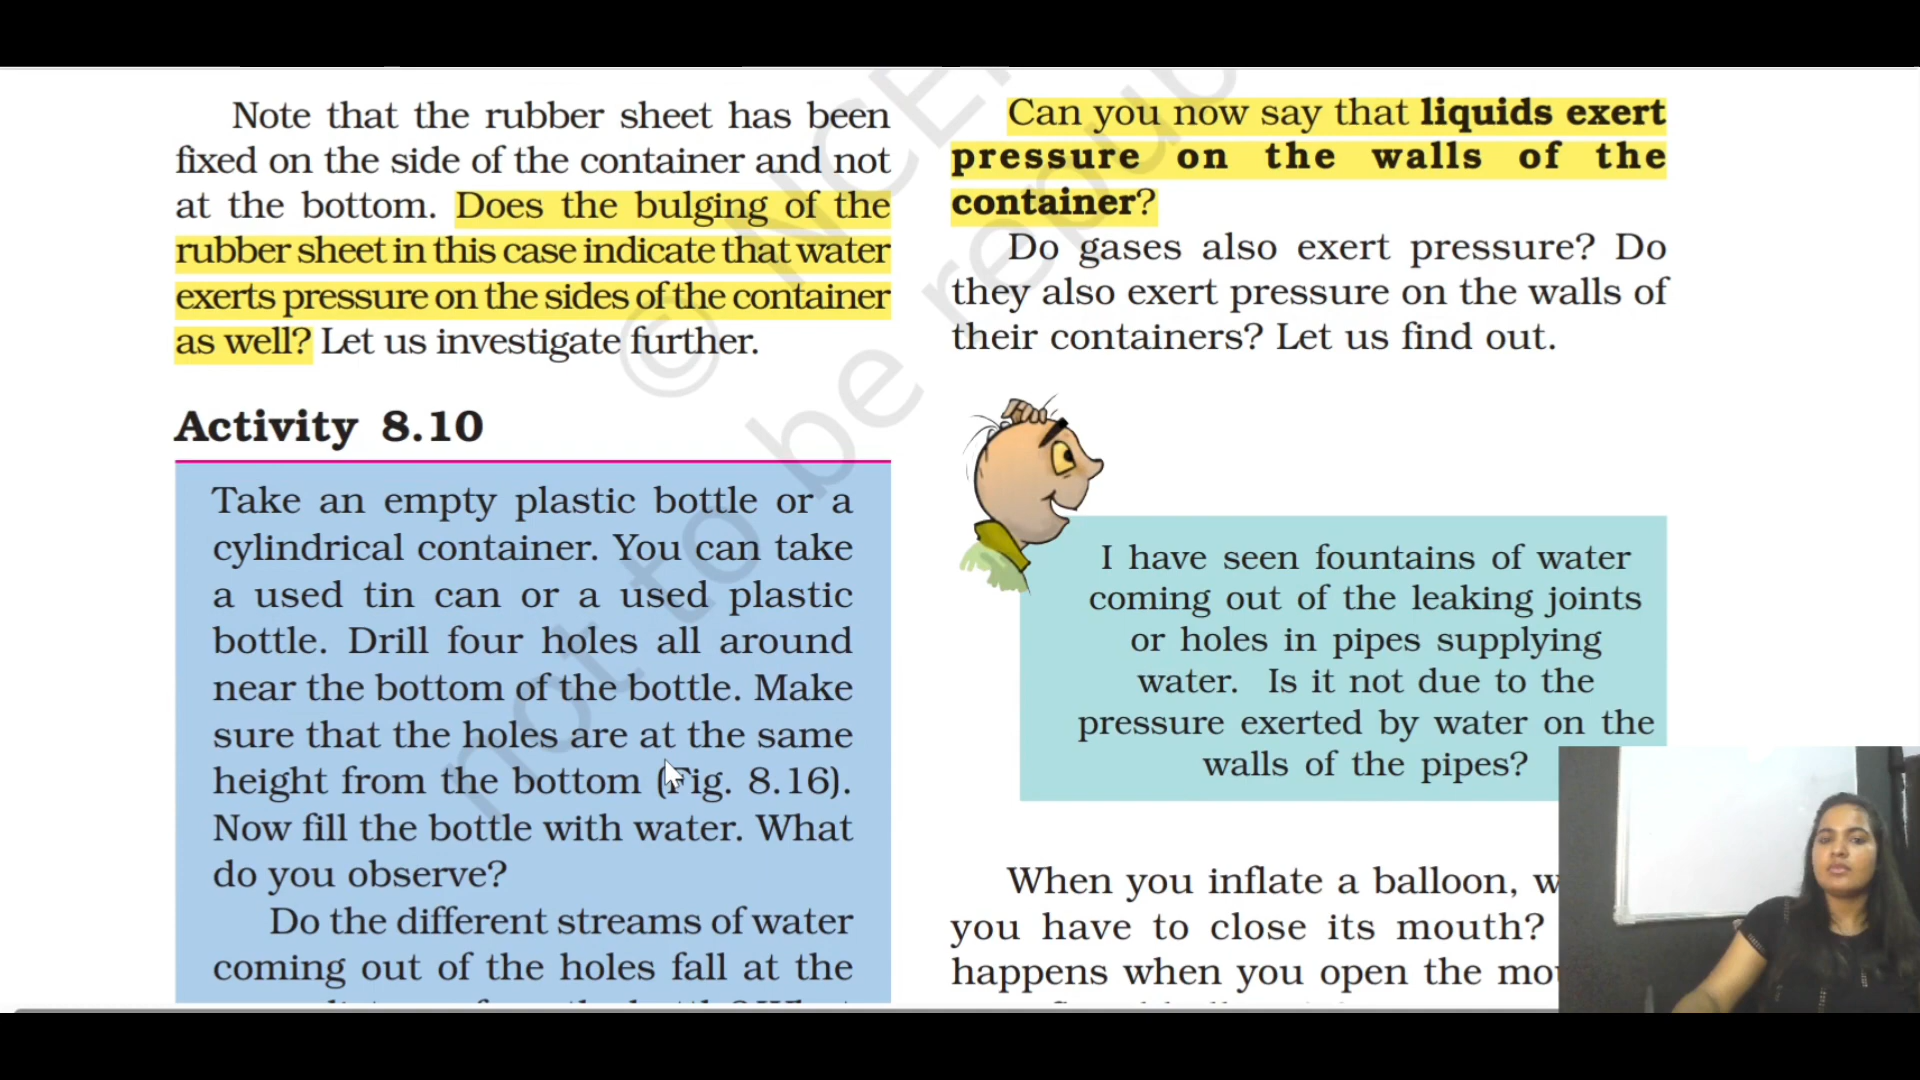 Note that the rubber sheet has been
fixed on the side of the container and not
at the bottom. Does the bulging of the
rubber sheet in this case indicate that water
exerts pressure on the sides of the container
as well? Let us investigate further.
Activity 8.10
Take an empty plastic bottle or a
cylindrical container. You can take
a used tin can or a used plastic
bottle. Drill four holes all around
near the bottom of the bottle. Make
sure that the holes are at the same
height from the bottom (Fig. 8.16).
Now fill the bottle with water. What
do you observe?
Do the different streams of water
coming out of the holes fall at the
Can you now say that liquids exert
pressure on the walls of the
container?
Do gases also exert pressure? Do
they also exert pressure on the walls of
their containers? Let us find out.
I have seen fountains of water
coming out of the leaking joints
or holes in pipes supplying
water. Is it not due to the
pressure exerted by water on the
walls of the pipes?
When you inflate a balloon,
you have to close its mouth?
happens when you open the
©
not to be republ